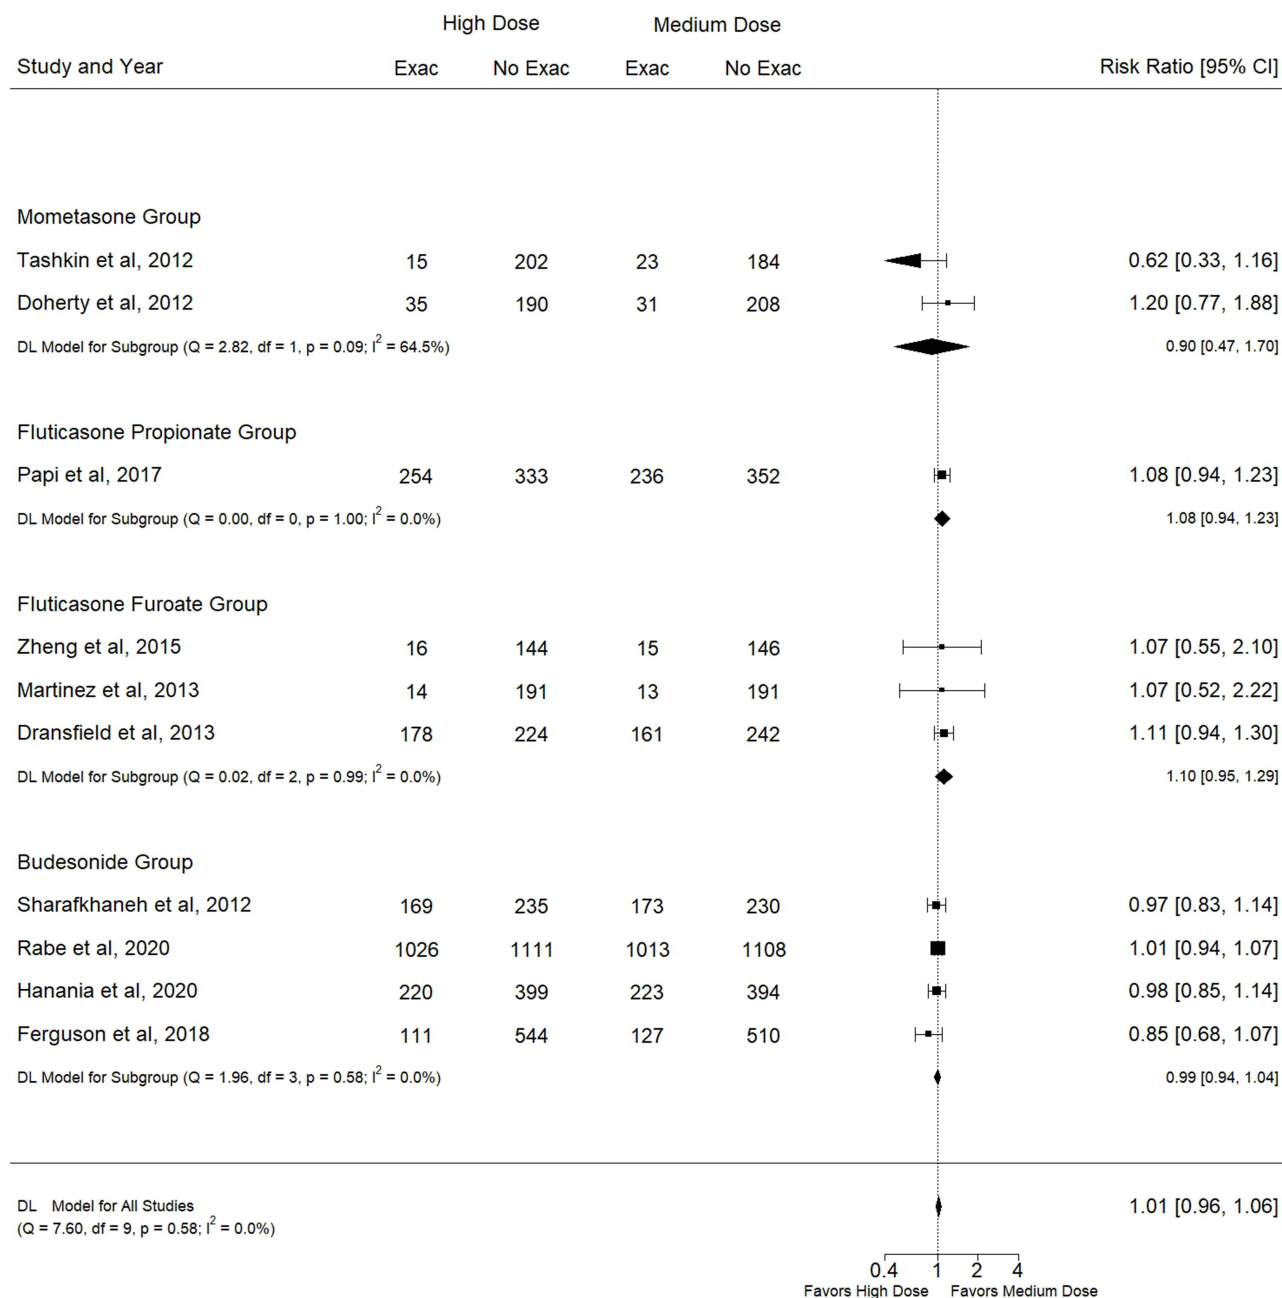 High Dose Medium Dose
Study and Year Exac No Exac Exac No Exac Risk Ratio [95% CI]
Mometasone Group
Tashkin et al, 2012 15 202 23 184 0.62 [0.33, 1.16]
Doherty et al, 2012 35 190 31 208 1.20 [0.77, 1.88]
DL Model for Subgroup (Q = 2.82, df = 1, p = 0.09; I² = 64.5%) 0.90 [0.47, 1.70]
Fluticasone Propionate Group
Papi et al, 2017 254 333 236 352 1.08 [0.94, 1.23]
DL Model for Subgroup (Q = 0.00, df = 0, p = 1.00; I² = 0.0%) 1.08 [0.94, 1.23]
Fluticasone Furoate Group
Zheng et al, 2015 16 144 15 146 1.07 [0.55, 2.10]
Martinez et al, 2013 14 191 13 191 1.07 [0.52, 2.22]
Dransfield et al, 2013 178 224 161 242 1.11 [0.94, 1.30]
DL Model for Subgroup (Q = 0.02, df = 2, p = 0.99; I² = 0.0%) 1.10 [0.95, 1.29]
Budesonide Group
Sharafkhaneh et al, 2012 169 235 173 230 0.97 [0.83, 1.14]
Rabe et al, 2020 1026 1111 1013 1108 1.01 [0.94, 1.07]
Hanania et al, 2020 220 399 223 394 0.98 [0.85, 1.14]
Ferguson et al, 2018 111 544 127 510 0.85 [0.68, 1.07]
DL Model for Subgroup (Q = 1.96, df = 3, p = 0.58; I² = 0.0%) 0.99 [0.94, 1.04]
DL Model for All Studies 1.01 [0.96, 1.06]
(Q = 7.60, df = 9, p = 0.58; I² = 0.0%)
0.4 1 2 4
Favors High Dose Favors Medium Dose